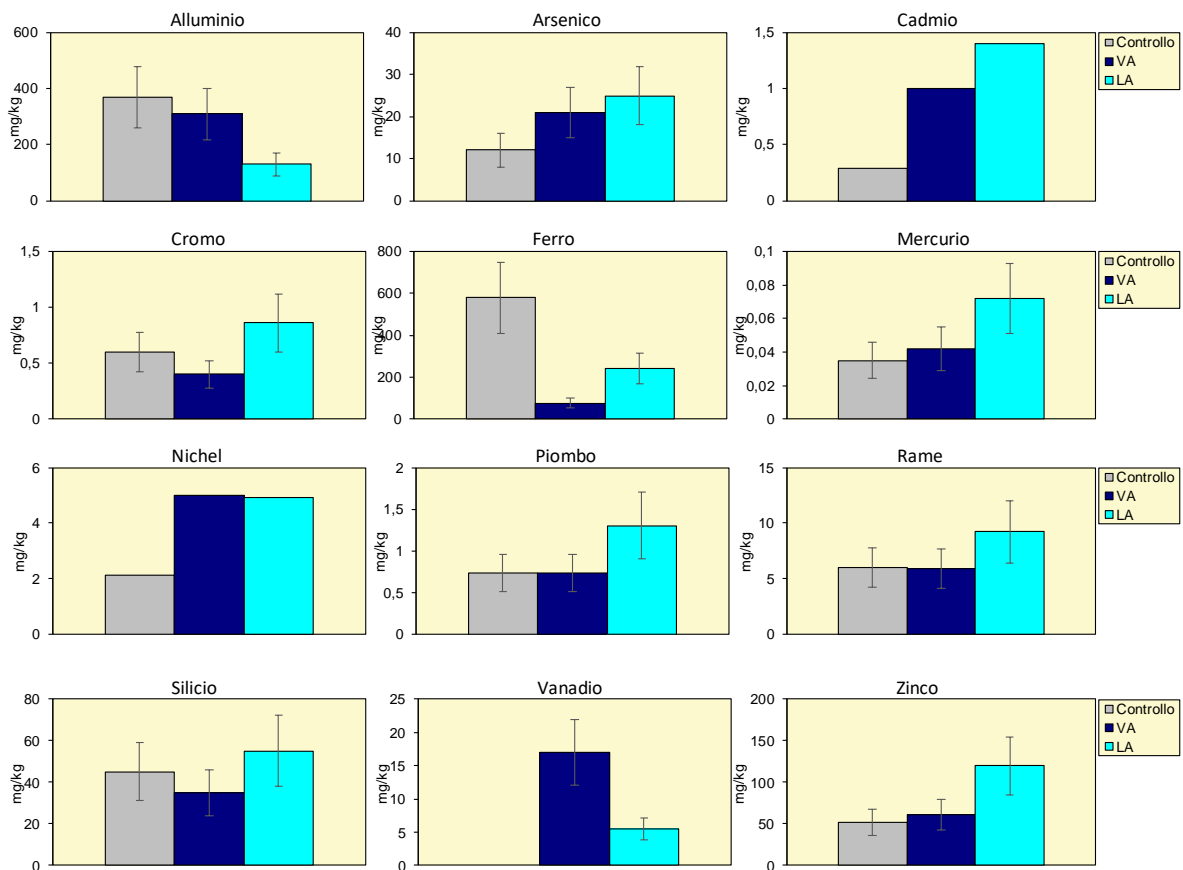 Alluminio
600
400
200
0
mg/kg
Arsenico
40
30
20
10
0
mg/kg
Cadmio
1,5
1
0,5
0
mg/kg
Controllo
VA
LA
Cromo
1,5
1
0,5
0
mg/kg
Ferro
800
600
400
200
0
mg/kg
Mercurio
0,1
0,08
0,06
0,04
0,02
0
mg/kg
Controllo
VA
LA
Nichel
6
4
2
0
mg/kg
Piombo
2
1,5
1
0,5
0
mg/kg
Rame
15
10
5
0
mg/kg
Controllo
VA
LA
Silicio
80
60
40
20
0
mg/kg
Vanadio
25
20
15
10
5
0
mg/kg
Zinco
200
150
100
50
0
mg/kg
Controllo
VA
LA